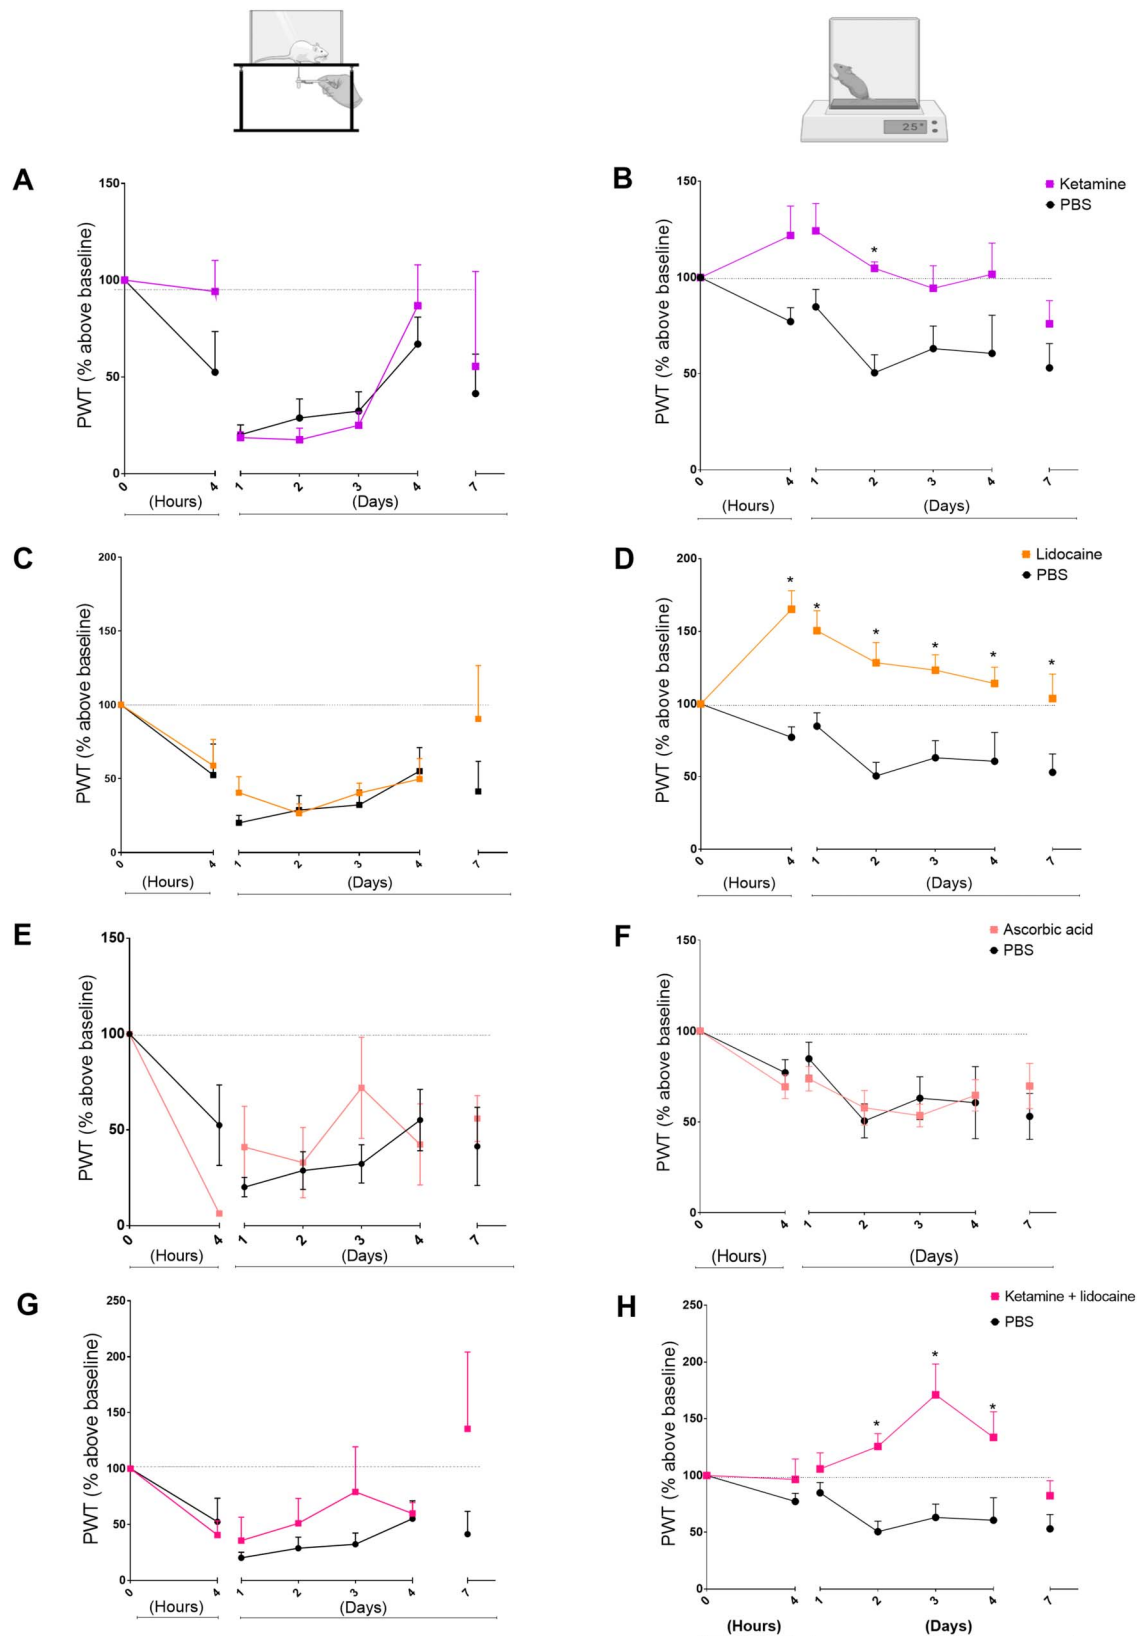 25°
A
150
100
50
0
PWT (% above baseline)
0
4
1
2
3
4
7
(Hours)
(Days)
B
150
100
50
0
PWT (% above baseline)
Ketamine
PBS
*
0
4
1
2
3
4
7
(Hours)
(Days)
C
200
150
100
50
0
PWT (% above baseline)
0
4
1
2
3
4
7
(Hours)
(Days)
D
200
150
100
50
0
PWT (% above baseline)
Lidocaine
PBS
* * * * * *
0
4
1
2
3
4
7
(Hours)
(Days)
E
150
100
50
0
PWT (% above baseline)
0
4
1
2
3
4
7
(Hours)
(Days)
F
150
100
50
0
PWT (% above baseline)
Ascorbic acid
PBS
0
4
1
2
3
4
7
(Hours)
(Days)
G
250
200
150
100
50
0
PWT (% above baseline)
0
4
1
2
3
4
7
(Hours)
(Days)
H
250
200
150
100
50
0
PWT (% above baseline)
Ketamine + lidocaine
PBS
* * *
0
4
1
2
3
4
7
(Hours)
(Days)